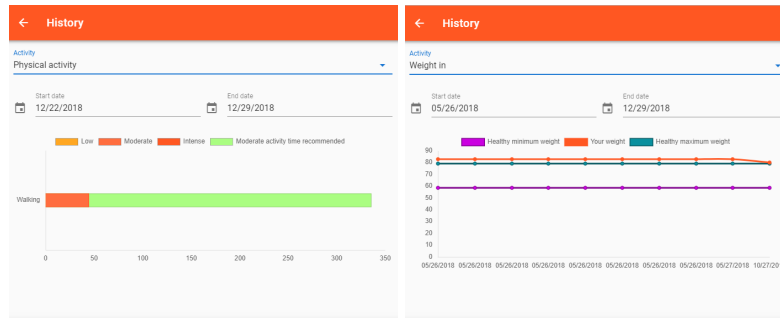 History
Activity
Physical activity
Start date
12/22/2018
End date
12/29/2018
Low
Moderate
Intense
Moderate activity time recommended
Walking
0 50 100 150 200 250 300 350
History
Activity
Weight in
Start date
05/26/2018
End date
12/29/2018
Healthy minimum weight
Your weight
Healthy maximum weight
90
80
70
60
50
40
30
20
10
0
05/26/2018 05/26/2018 05/26/2018 05/26/2018 05/26/2018 05/26/2018 05/26/2018 05/26/2018 05/27/2018 10/27/20